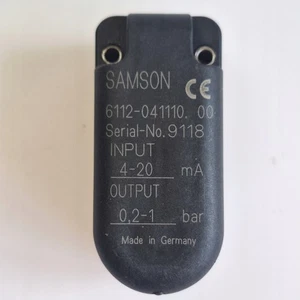 SAMSON CE
6112-041110. 00
Serial-No. 9118
INPUT
4-20 mA
OUTPUT
0,2-1 bar
Made in Germany